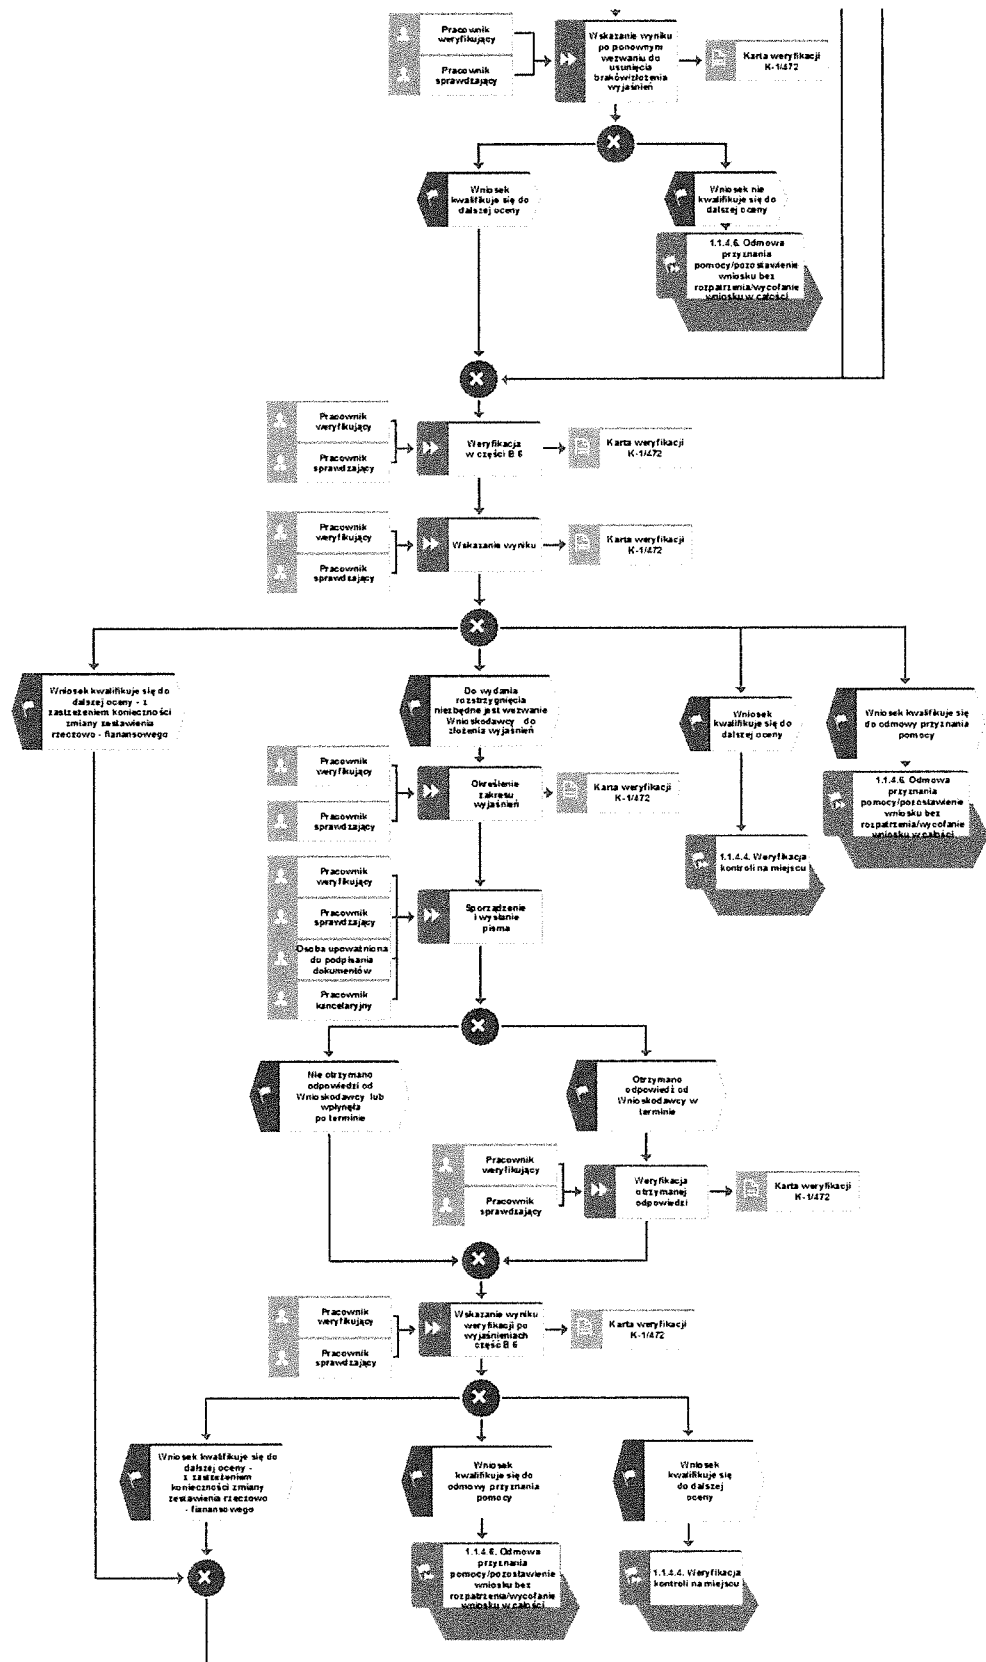 Pracownik
weryfikujący
Pracownik
sprawdzający
Wskazanie wyniku
po ponownym
wezwaniu do
usunięcia
braków/złożenia
wyjaśnień
Karta weryfikacji
K-1/472
Wniosek
kwalifikuje się do
dalszej oceny
Wniosek nie
kwalifikuje się do
dalszej oceny
1.1.4.6. Odmowa
przyznania
pomocy/pozostawienie
wniosku bez
rozpatrzenia/wycofanie
wniosku w całości
Pracownik
weryfikujący
Pracownik
sprawdzający
Weryfikacja
w części B 6
Karta weryfikacji
K-1/472
Pracownik
weryfikujący
Pracownik
sprawdzający
Wskazanie wyniku
Karta weryfikacji
K-1/472
Wniosek kwalifikuje się do
dalszej oceny - z
zastrzeżeniem konieczności
zmiany zestawienia
rzeczowo - fianansowego
Do wydania
rozstrzygnięcia
niezbędne jest wezwanie
Wnioskodawcy do
złożenia wyjaśnień
Wniosek
kwalifikuje się do
dalszej oceny
Wniosek kwalifikuje się
do odmowy przyznania
pomocy
Pracownik
weryfikujący
Pracownik
sprawdzający
Określenie
zakresu
wyjaśnień
Karta weryfikacji
K-1/472
1.1.4.6. Odmowa
przyznania
pomocy/pozostawienie
wniosku bez
rozpatrzenia/wycofanie
wniosku w całości
1.1.4.4. Weryfikacja
kontroli na miejscu
Pracownik
weryfikujący
Pracownik
sprawdzający
Osoba upoważniona
do podpisania
dokumentów
Pracownik
kancelaryjny
Sporządzenie
i wysłanie
pisma
Nie otrzymano
odpowiedzi od
Wnioskodawcy lub
wpłynęła
po terminie
Otrzymano
odpowiedź od
Wnioskodawcy w
terminie
Pracownik
weryfikujący
Pracownik
sprawdzający
Weryfikacja
otrzymanej
odpowiedzi
Karta weryfikacji
K-1/472
Pracownik
weryfikujący
Pracownik
sprawdzający
Wskazanie wyniku
weryfikacji po
wyjaśnieniach
część B 6
Karta weryfikacji
K-1/472
Wniosek kwalifikuje się do
dalszej oceny -
z zastrzeżeniem
konieczności zmiany
zestawienia rzeczowo
- fianansowego
Wniosek
kwalifikuje się do
odmowy przyznania
pomocy
Wniosek
kwalifikuje się
do dalszej
oceny
1.1.4.6. Odmowa
przyznania
pomocy/pozostawienie
wniosku bez
rozpatrzenia/wycofanie
wniosku w całości
1.1.4.4. Weryfikacja
kontroli na miejscu